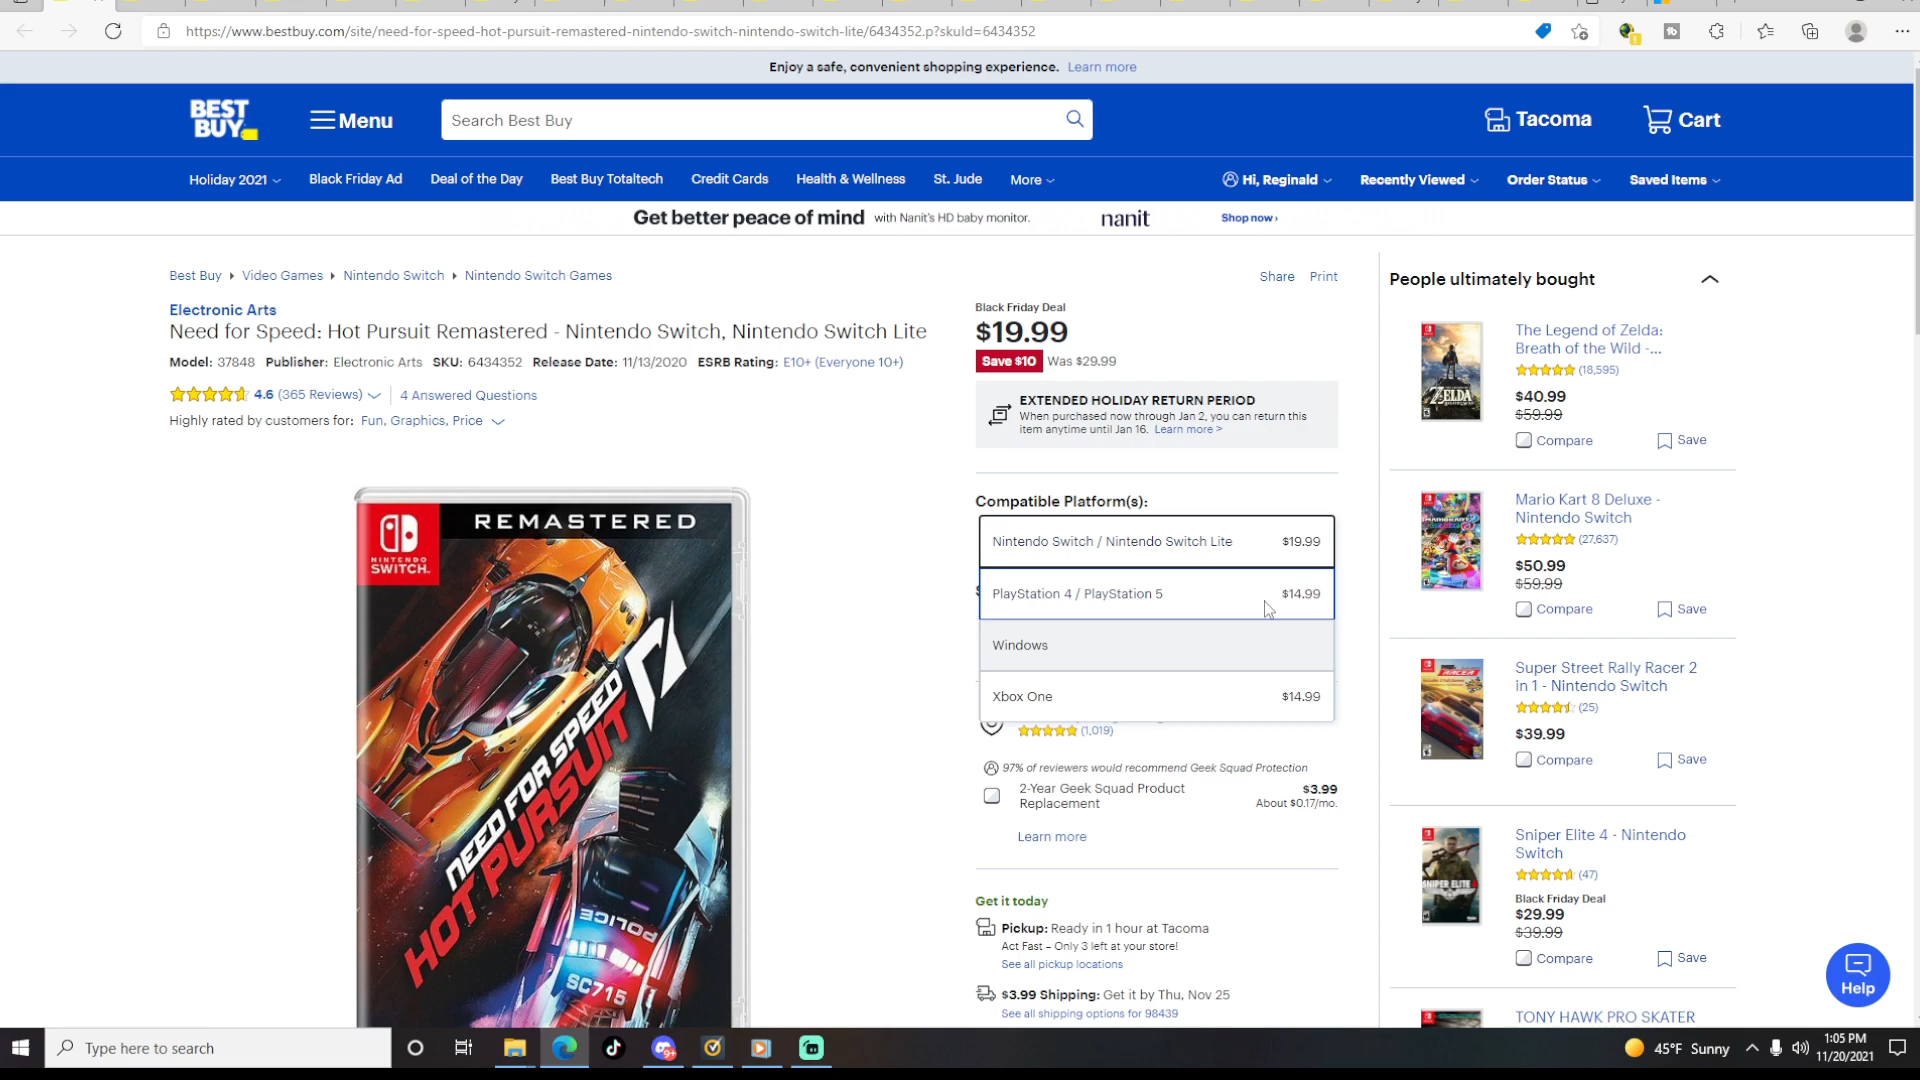 https://www.bestbuy.com/site/need-for-speed-hot-pursuit-remastered-nintendo-switch-nintendo-switch-lite/6434352.p?skuId=6434352
Enjoy a safe, convenient shopping experience. Learn more
BEST BUY
Menu
Search Best Buy
Tacoma
Cart
Holiday 2021
Black Friday Ad
Deal of the Day
Best Buy Totaltech
Credit Cards
Health & Wellness
St. Jude
More
Hi, Reginald
Recently Viewed
Order Status
Saved Items
Get better peace of mind with Nanit's HD baby monitor. nanit Shop now ›
Best Buy Video Games Nintendo Switch Nintendo Switch Games
Share Print
Electronic Arts
Need for Speed: Hot Pursuit Remastered - Nintendo Switch, Nintendo Switch Lite
Model: 37848 Publisher: Electronic Arts SKU: 6434352 Release Date: 11/13/2020 ESRB Rating: E10+ (Everyone 10+)
4.6 (365 Reviews) 4 Answered Questions
Highly rated by customers for: Fun, Graphics, Price
REMASTERED
NINTENDO
SWITCH™
NEED FOR SPEED
HOT PURSUIT
POLICE
SC715
Black Friday Deal
$19.99
Save $10 Was $29.99
EXTENDED HOLIDAY RETURN PERIOD
When purchased now through Jan 2, you can return this
item anytime until Jan 16. Learn more >
Compatible Platform(s):
Nintendo Switch / Nintendo Switch Lite $19.99
PlayStation 4 / PlayStation 5 $14.99
Windows
Xbox One $14.99
(1,019)
97% of reviewers would recommend Geek Squad Protection
2-Year Geek Squad Product
Replacement
$3.99
About $0.17/mo.
Learn more
Get it today
Pickup: Ready in 1 hour at Tacoma
Act Fast – Only 3 left at your store!
See all pickup locations
$3.99 Shipping: Get it by Thu, Nov 25
See all shipping options for 98439
People ultimately bought
ZELDA
The Legend of Zelda:
Breath of the Wild -...
(18,595)
$40.99
$59.99
Compare Save
Mario Kart 8 Deluxe -
Nintendo Switch
(27,637)
$50.99
$59.99
Compare Save
Super Street Rally Racer 2
in 1 - Nintendo Switch
(25)
$39.99
Compare Save
SNIPER ELITE
Sniper Elite 4 - Nintendo
Switch
(47)
Black Friday Deal
$29.99
$39.99
Compare Save
TONY HAWK PRO SKATER
Help
Type here to search
9+
45°F Sunny
1:05 PM
11/20/2021